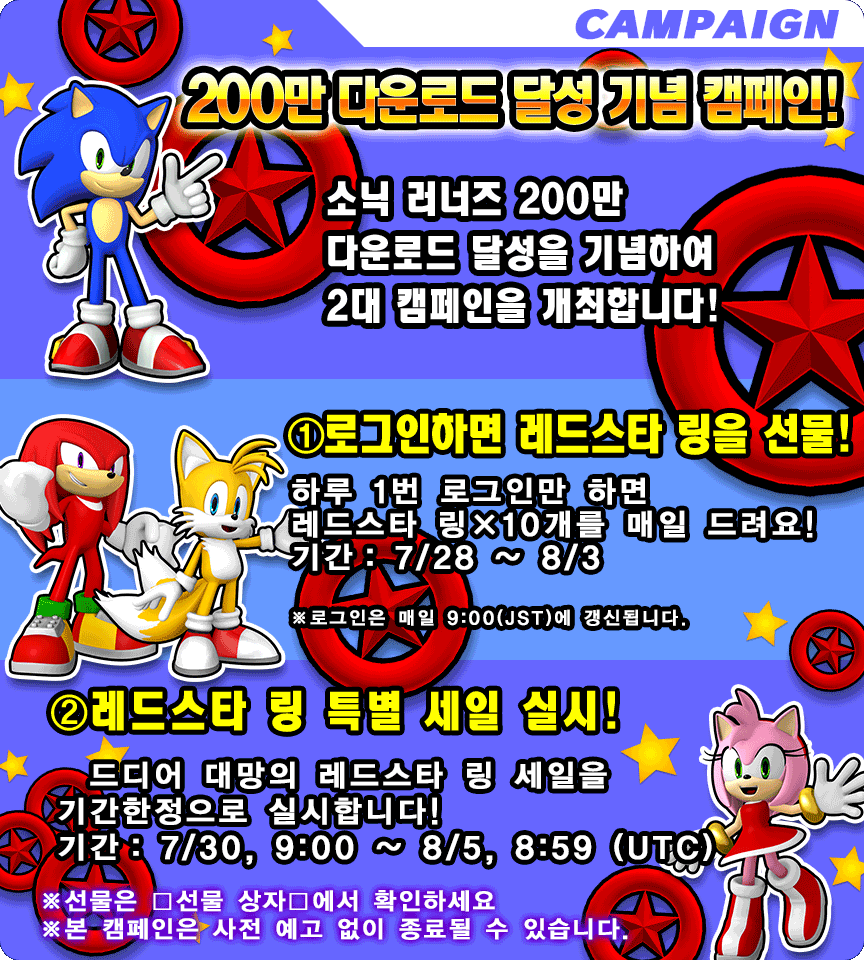 CAMPAIGN
200만 다운로드 달성 기념 캠페인!
소닉 러너즈 200만
다운로드 달성을 기념하여
2대 캠페인을 개최합니다!
①로그인하면 레드스타 링을 선물!
하루 1번 로그인만 하면
레드스타 링×10개를 매일 드려요!
기간: 7/28 ~ 8/3
※로그인은 매일 9:00(JST)에 갱신됩니다.
②레드스타 링 특별 세일 실시!
드디어 대망의 레드스타 링 세일을
기간한정으로 실시합니다!
기간: 7/30, 9:00 ~ 8/5, 8:59 (UTC)
※선물은 □선물 상자□에서 확인하세요
※본 캠페인은 사전 예고 없이 종료될 수 있습니다.